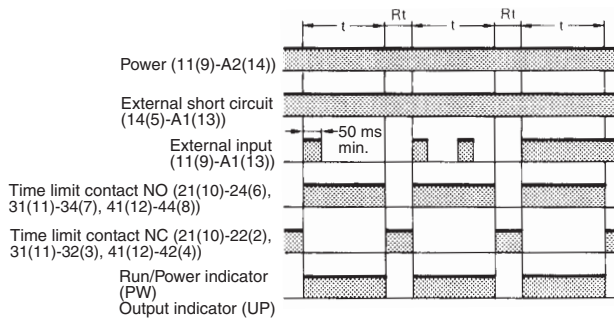 Rt Rt
t t t
Power (11(9)-A2(14))
External short circuit
(14(5)-A1(13))
External input
(11(9)-A1(13))
50 ms
min.
Time limit contact NO (21(10)-24(6),
31(11)-34(7), 41(12)-44(8))
Time limit contact NC (21(10)-22(2),
31(11)-32(3), 41(12)-42(4))
Run/Power indicator
(PW)
Output indicator (UP)